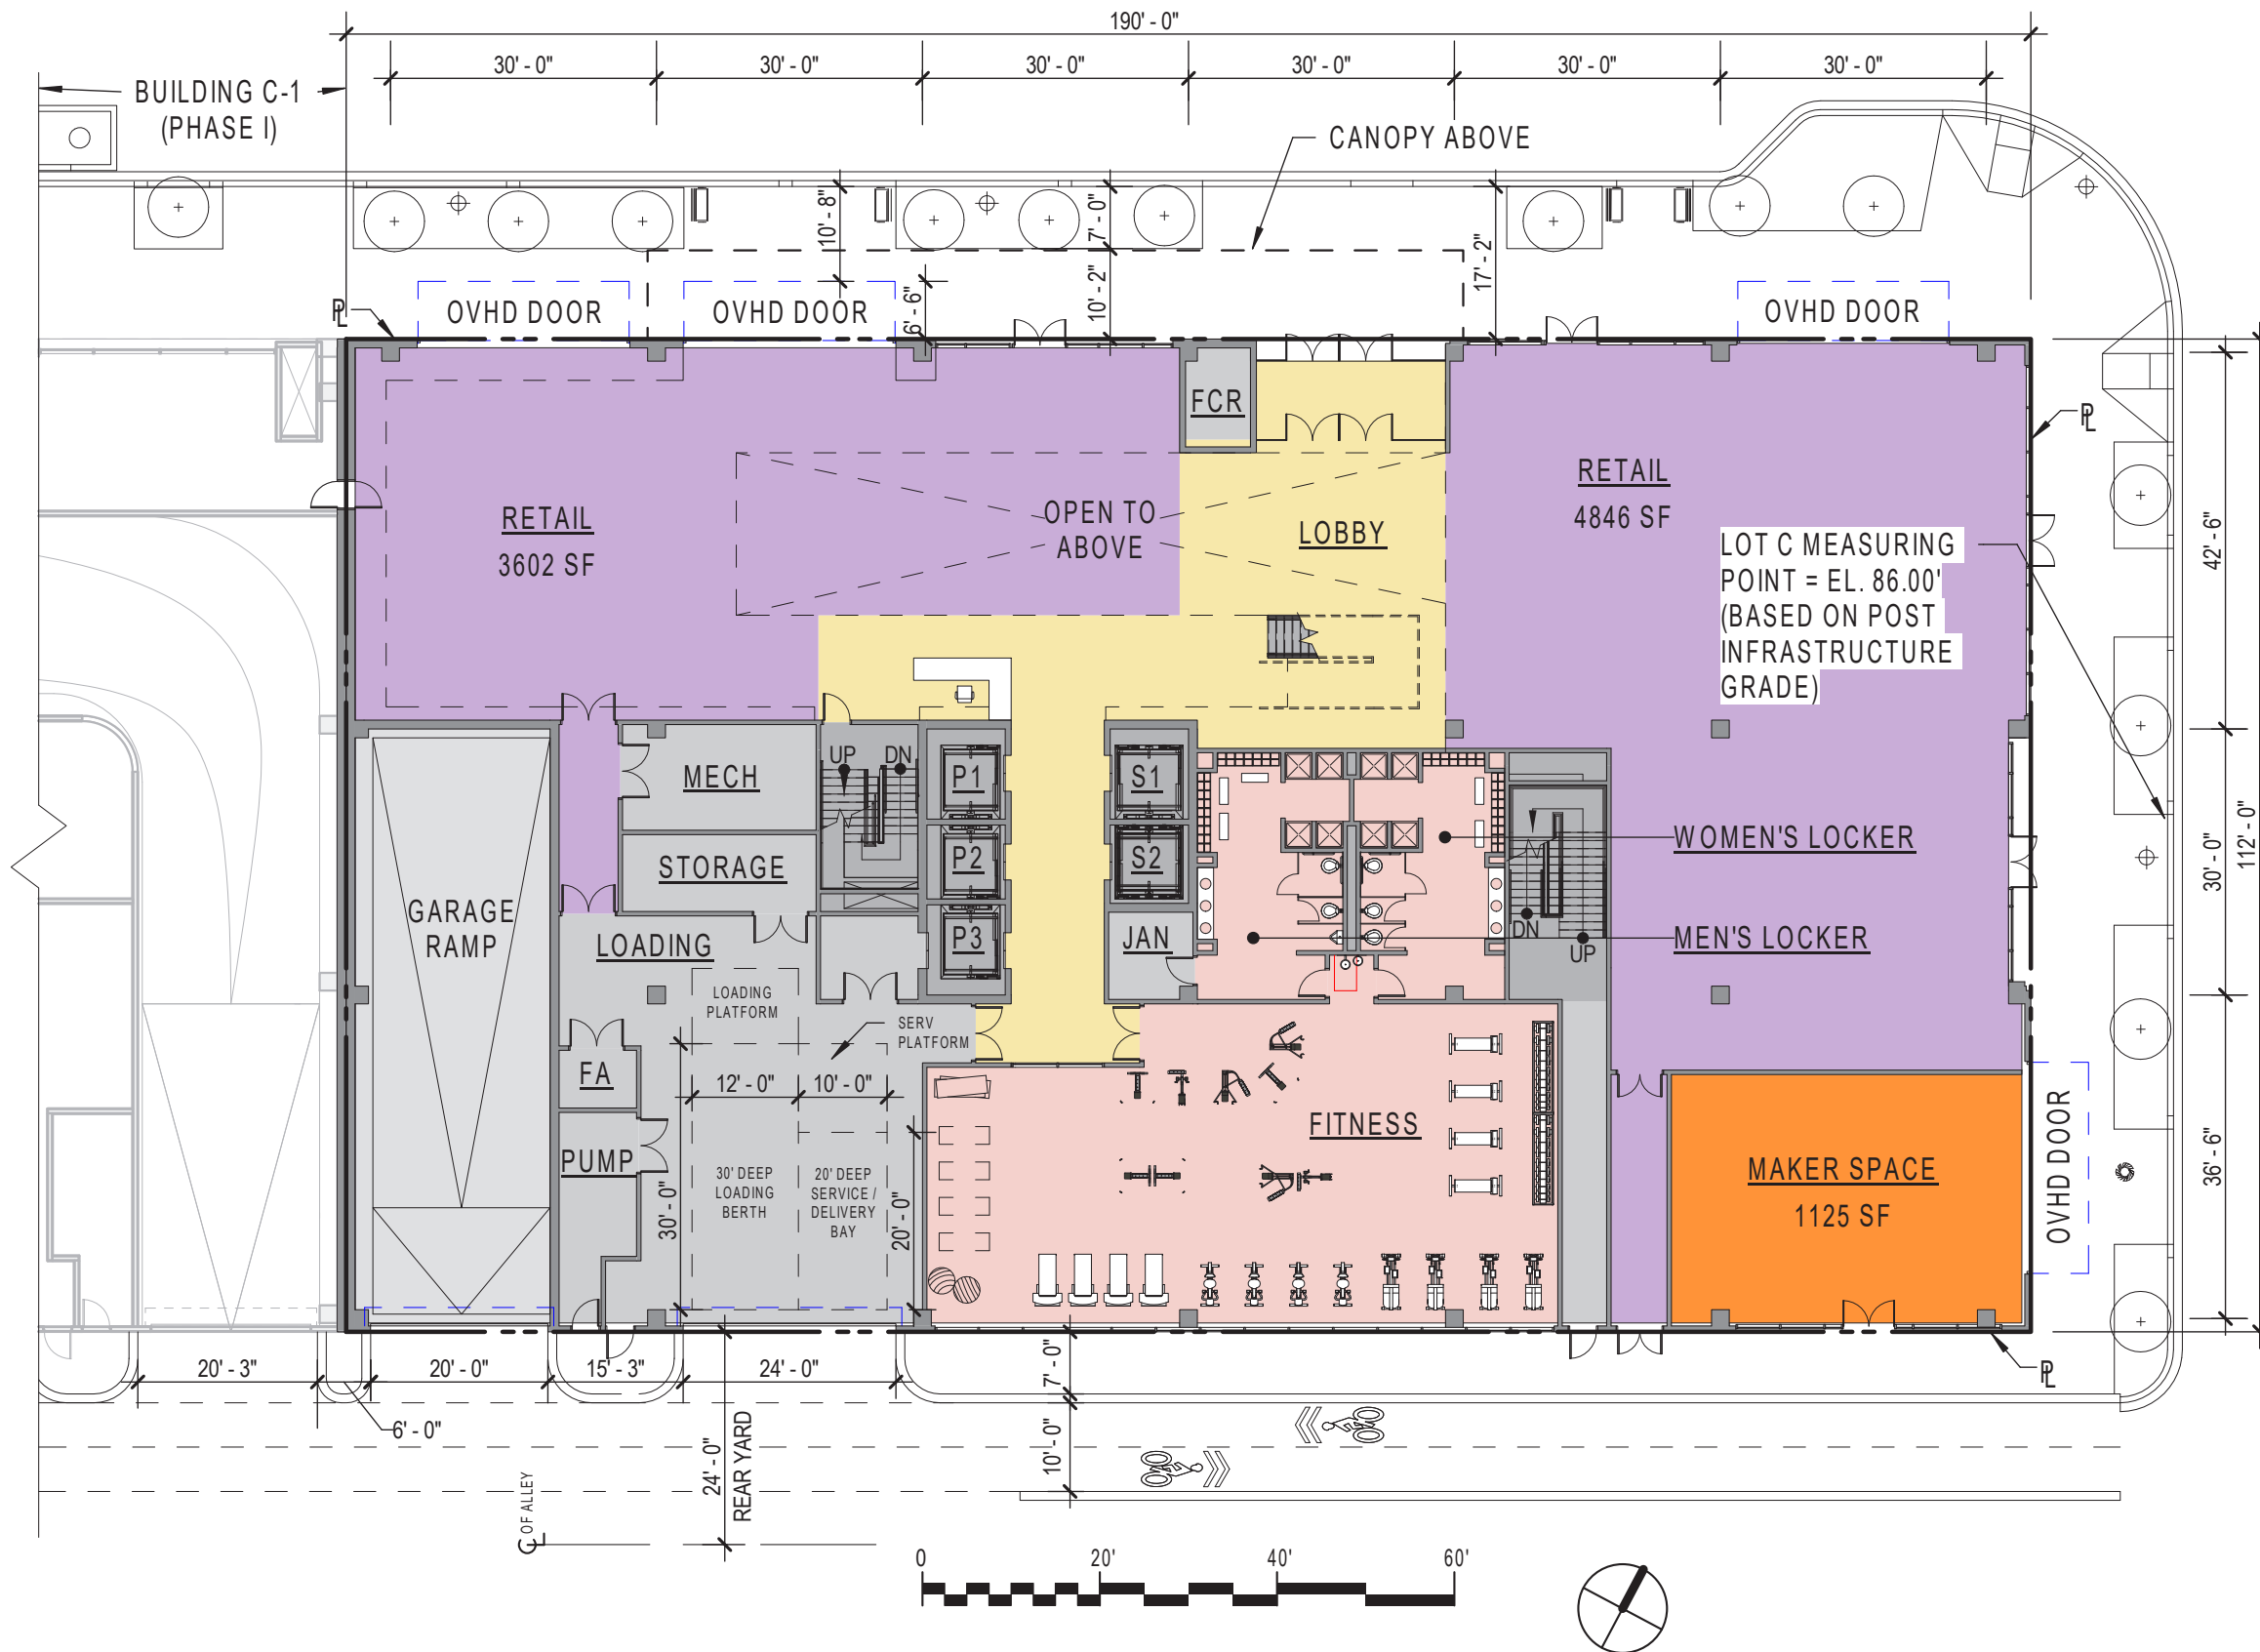 190' - 0"
30' - 0"
30' - 0"
30' - 0"
30' - 0"
30' - 0"
30' - 0"
BUILDING C-1
(PHASE I)
CANOPY ABOVE
10' - 8"
7' - 0"
17' - 2"
10' - 2"
6' - 6"
PL
OVHD DOOR
OVHD DOOR
OVHD DOOR
FCR
PL
RETAIL
3602 SF
OPEN TO
ABOVE
LOBBY
RETAIL
4846 SF
LOT C MEASURING
POINT = EL. 86.00'
(BASED ON POST
INFRASTRUCTURE
GRADE)
42' - 6"
UP
DN
MECH
P1
S1
STORAGE
P2
S2
WOMEN'S LOCKER
30' - 0"
112' - 0"
GARAGE
RAMP
LOADING
P3
JAN
MEN'S LOCKER
DN
UP
LOADING
PLATFORM
SERV
PLATFORM
FA
12' - 0"
10' - 0"
FITNESS
OVHD DOOR
36' - 6"
PUMP
30' DEEP
LOADING
BERTH
20' DEEP
SERVICE /
DELIVERY
BAY
30' - 0"
20' - 0"
MAKER SPACE
1125 SF
20' - 3"
20' - 0"
15' - 3"
24' - 0"
7' - 0"
PL
6' - 0"
10' - 0"
24' - 0"
REAR YARD
CL OF ALLEY
0
20'
40'
60'